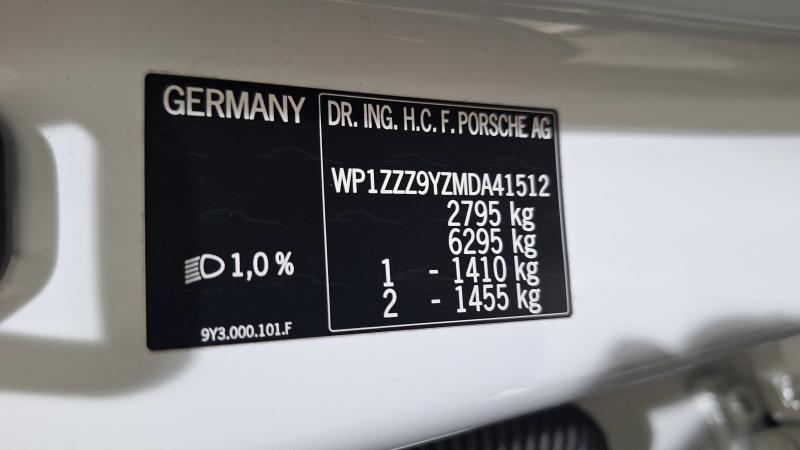 GERMANY
DR. ING. H.C. F. PORSCHE AG
WP1ZZZ9YZMDA41512
2795 kg
6295 kg
1 - 1410 kg
2 - 1455 kg
1,0 %
9Y3.000.101.F